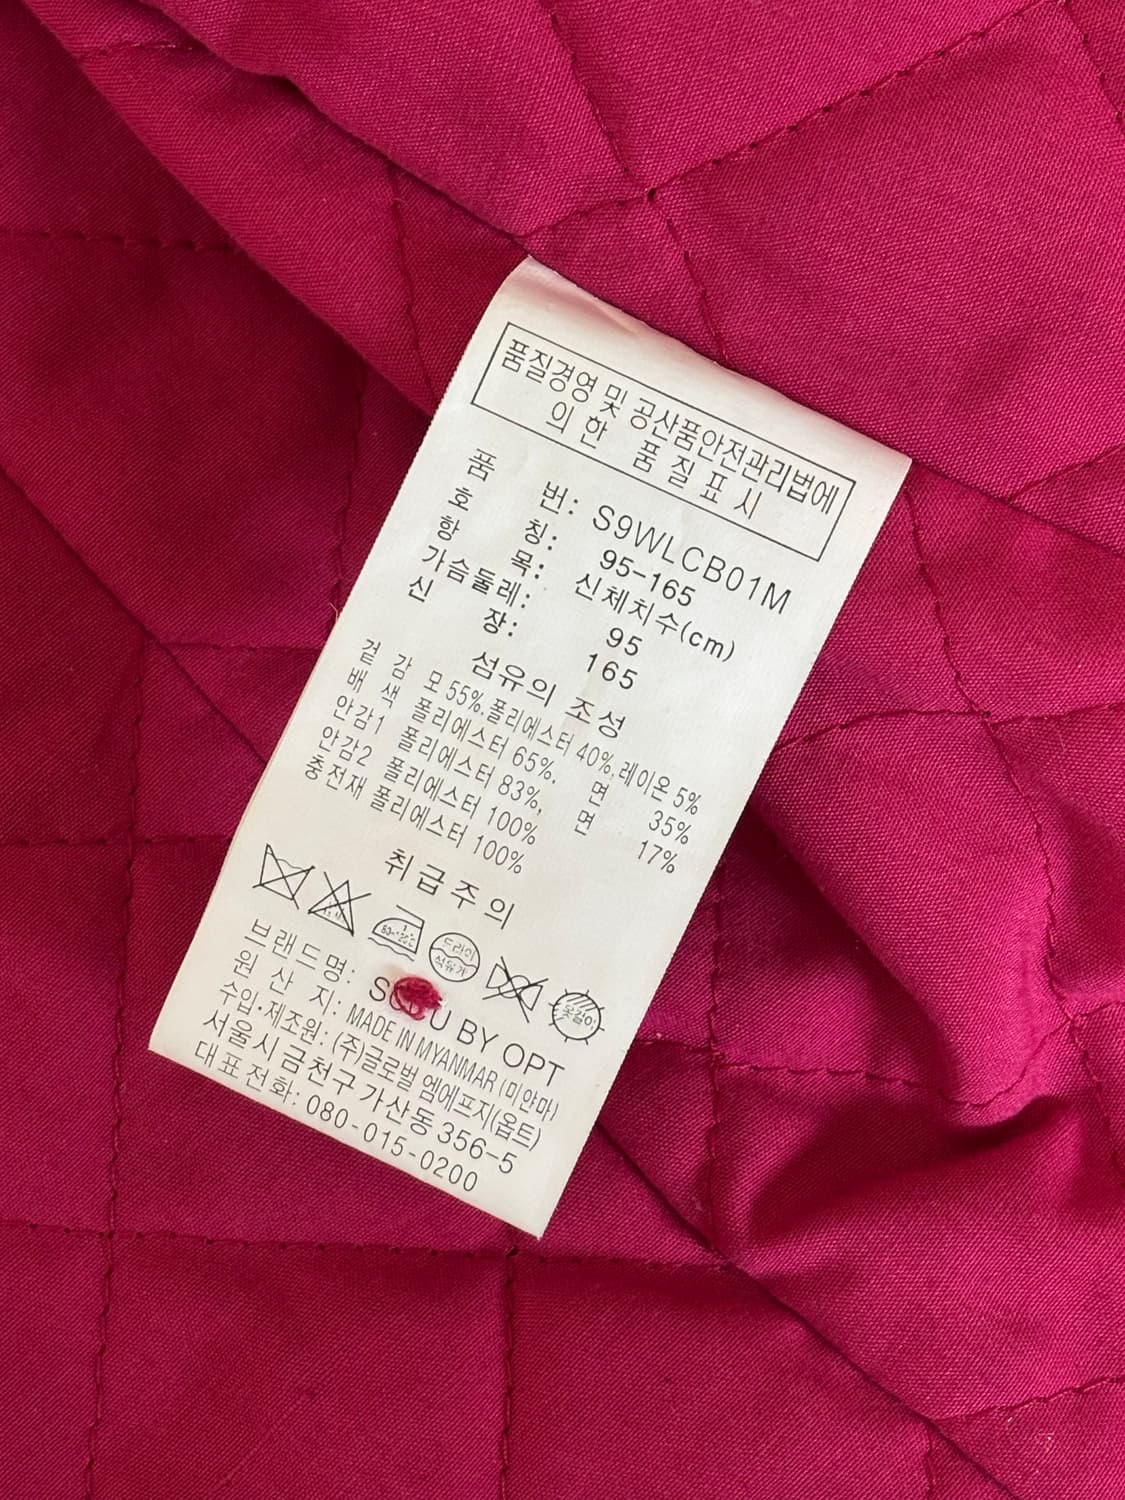 품질경영 및 공산품안전관리법에
의한 품질표시
품 번: S9WLCB01M
호 칭: 95-165
항 목: 신체치수(cm)
가슴둘레: 95
신 장: 165
섬유의 조성
겉 감 모 55%, 폴리에스터 40%, 레이온 5%
배 색 폴리에스터 65%, 면 35%
안감1 폴리에스터 83%, 면 17%
안감2 폴리에스터 100%
충전재 폴리에스터 100%
취급주의
드라이
석유계
옷걸이
브랜드명: BY OPT
원 산 지: MADE IN MYANMAR (미얀마)
수입·제조원: (주)글로벌 엠에프지(옵트)
서울시 금천구 가산동 356-5
대표전화: 080-015-0200